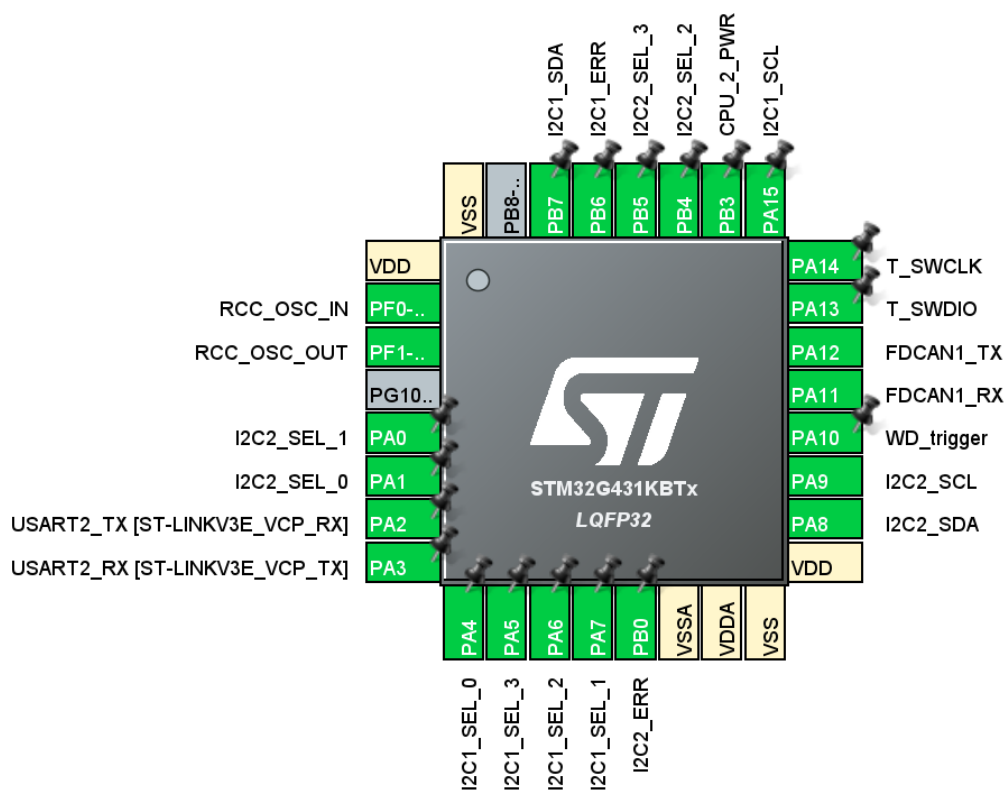 I2C1_SDA
I2C1_ERR
I2C2_SEL_3
I2C2_SEL_2
CPU_2_PWR
I2C1_SCL
VSS
PB8-..
PB7
PB6
PB5
PB4
PB3
PA15
VDD
RCC_OSC_IN PF0-..
RCC_OSC_OUT PF1-..
PG10..
I2C2_SEL_1 PA0
I2C2_SEL_0 PA1
USART2_TX [ST-LINKV3E_VCP_RX] PA2
USART2_RX [ST-LINKV3E_VCP_TX] PA3
ST
STM32G431KBTx
LQFP32
PA14 T_SWCLK
PA13 T_SWDIO
PA12 FDCAN1_TX
PA11 FDCAN1_RX
PA10 WD_trigger
PA9 I2C2_SCL
PA8 I2C2_SDA
VDD
PA4
PA5
PA6
PA7
PB0
VSSA
VDDA
VSS
I2C1_SEL_0
I2C1_SEL_3
I2C1_SEL_2
I2C1_SEL_1
I2C2_ERR